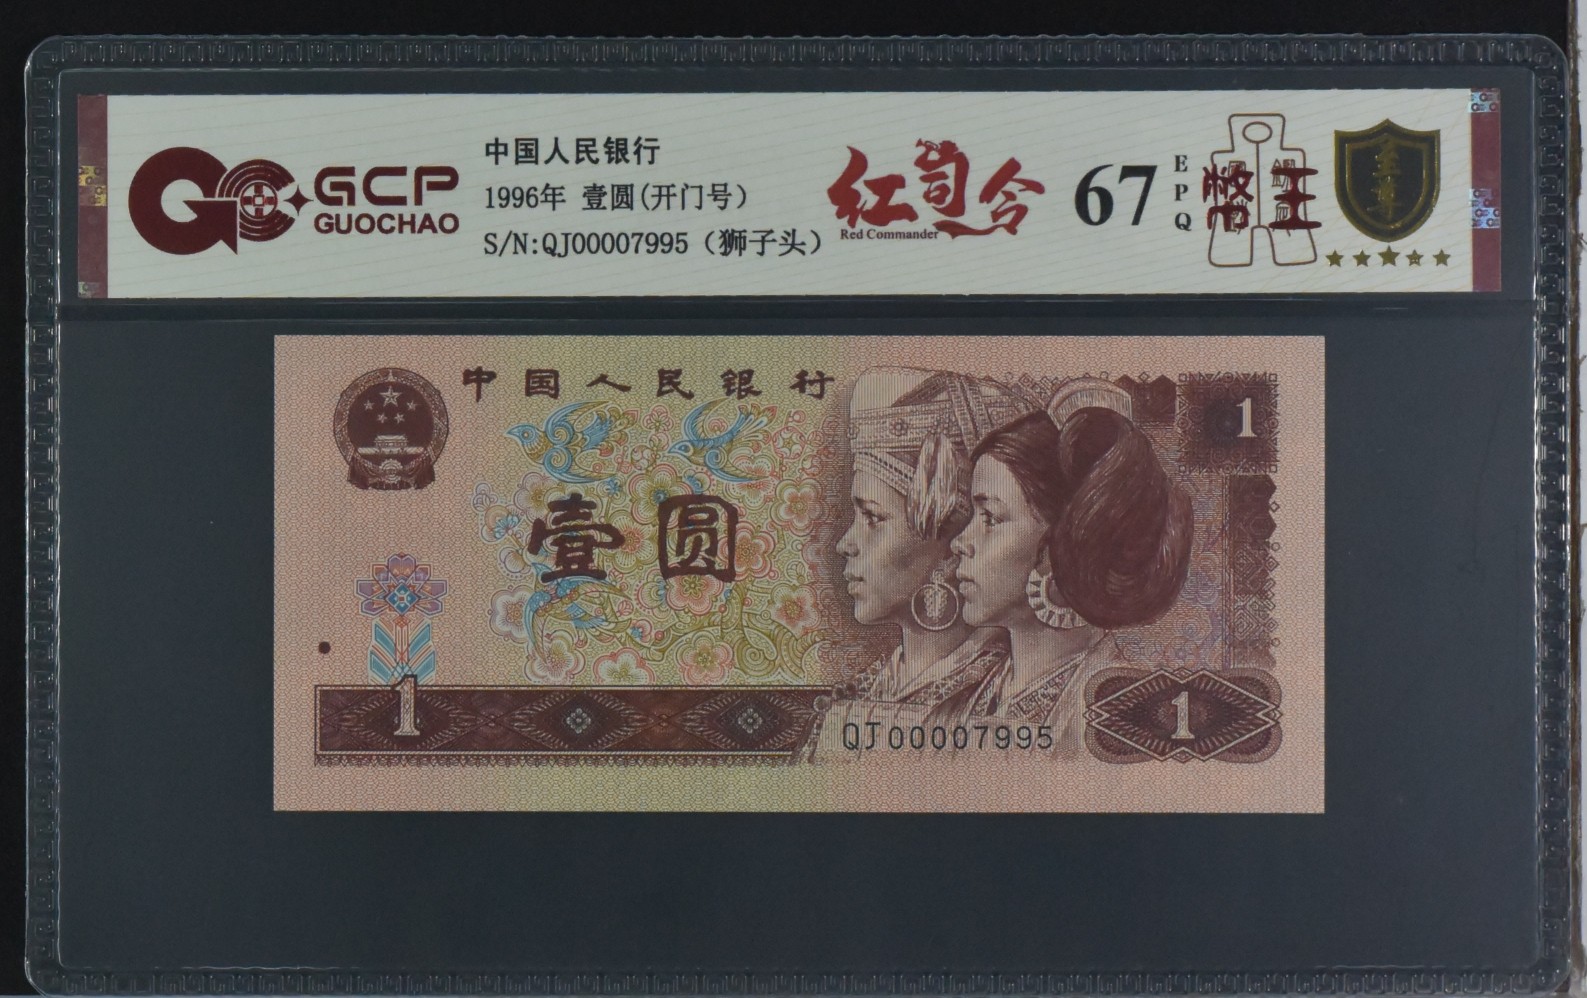 GCP
GUOCHAO
中国人民银行
1996年 壹圆(开门号)
S/N:QJ00007995 (狮子头)
红司令
Red Commander
67
EPQ
至尊
中国人民银行
1
壹圆
1
QJ00007995
1